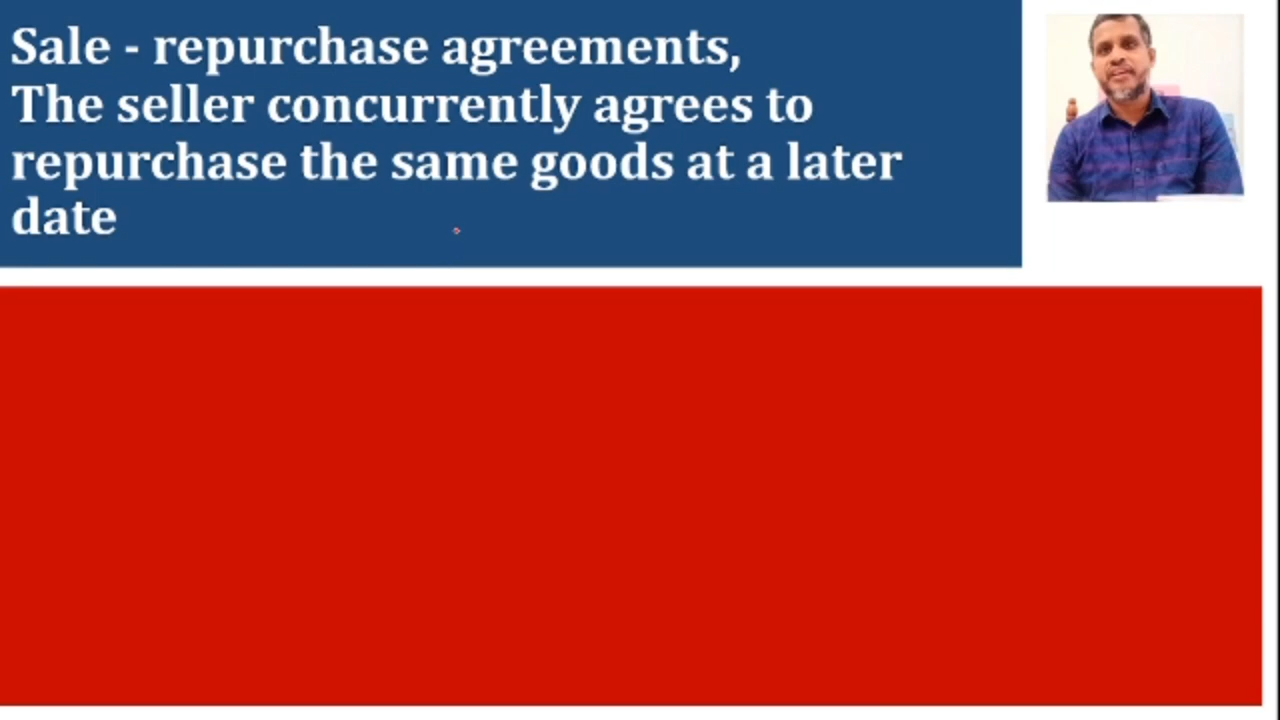 Sale - repurchase agreements,
The seller concurrently agrees to
repurchase the same goods at a later
date